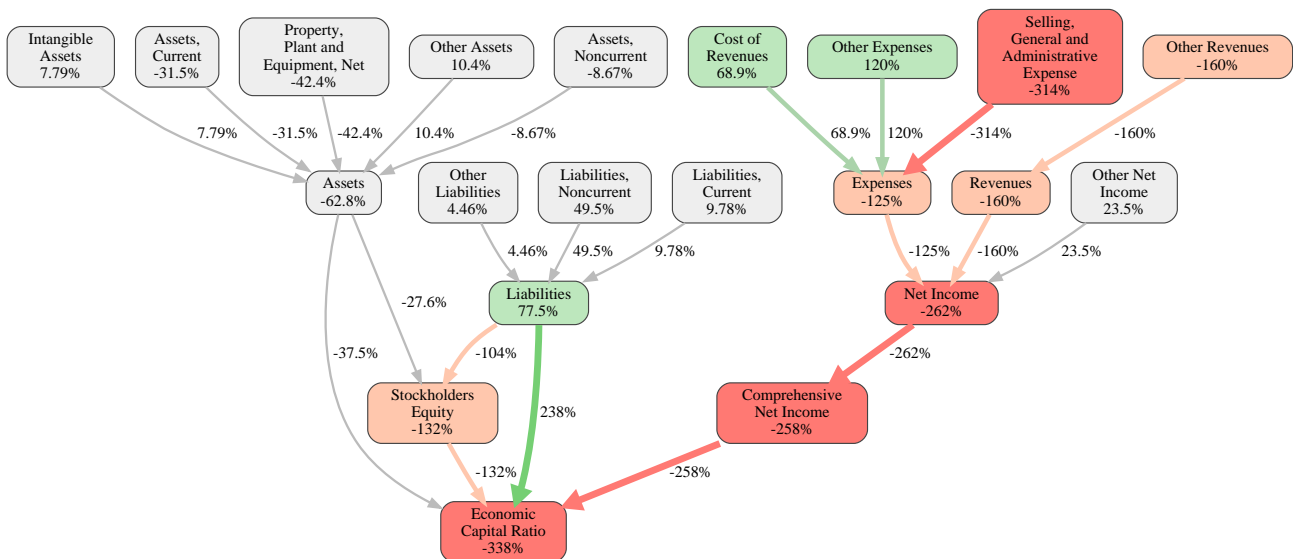 Intangible
Assets
7.79%
Assets,
Current
-31.5%
Property,
Plant and
Equipment, Net
-42.4%
Other Assets
10.4%
Assets,
Noncurrent
-8.67%
Cost of
Revenues
68.9%
Other Expenses
120%
Selling,
General and
Administrative
Expense
-314%
Other Revenues
-160%
7.79%
-31.5%
-42.4%
10.4%
-8.67%
68.9%
120%
-314%
-160%
Assets
-62.8%
Other
Liabilities
4.46%
Liabilities,
Noncurrent
49.5%
Liabilities,
Current
9.78%
Expenses
-125%
Revenues
-160%
Other Net
Income
23.5%
4.46%
49.5%
9.78%
-125%
-160%
23.5%
-27.6%
Liabilities
77.5%
Net Income
-262%
-37.5%
-104%
-262%
Stockholders
Equity
-132%
238%
Comprehensive
Net Income
-258%
-132%
-258%
Economic
Capital Ratio
-338%